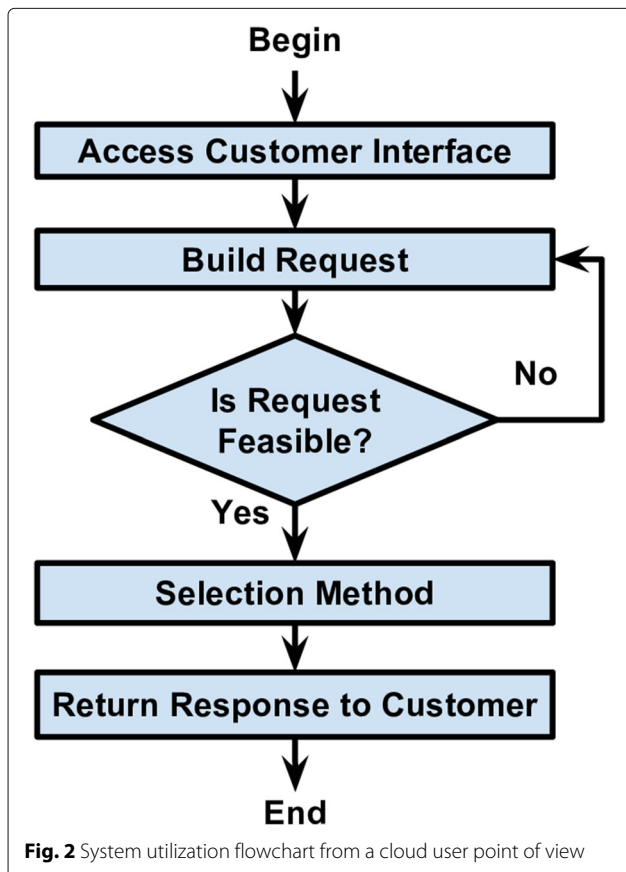 Begin
Access Customer Interface
Build Request
No
Is Request
Feasible?
Yes
Selection Method
Return Response to Customer
End
Fig. 2 System utilization flowchart from a cloud user point of view